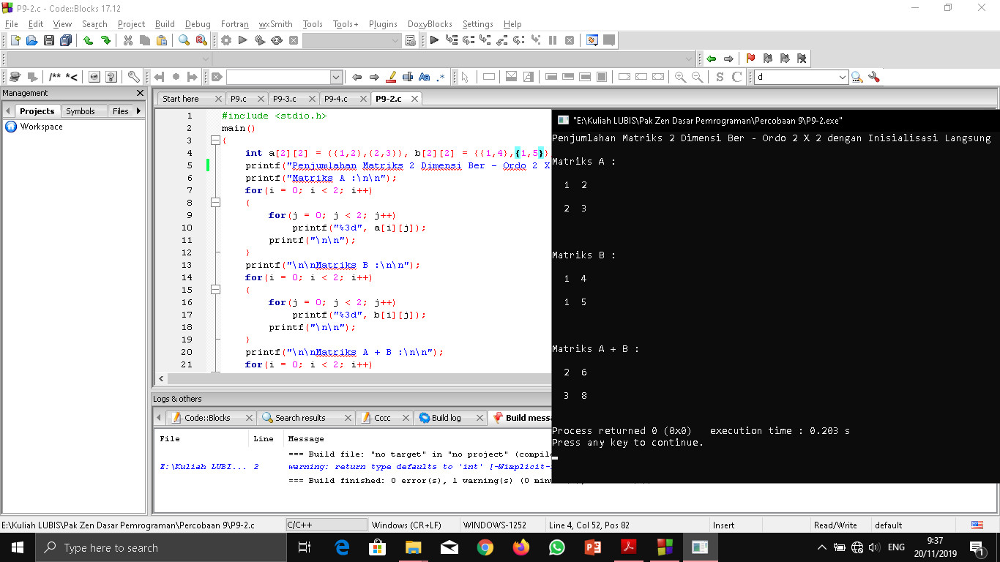 P9-2.c - Code::Blocks 17.12
File Edit View Search Project Build Debug Fortran wxSmith Tools Tools+ Plugins DoxyBlocks Settings Help
/** *< Aa .* S C d
Management
Projects Symbols Files
Workspace
Start here P9.c P9-3.c P9-4.c P9-2.c
1 #include <stdio.h>
2 main()
3 {
4 int a[2][2] = {{1,2},{2,3}}, b[2][2] = {{1,4},{1,5}}
5 printf("Penjumlahan Matriks 2 Dimensi Ber - Ordo 2 X
6 printf("Matriks A :\n\n");
7 for(i = 0; i < 2; i++)
8 {
9 for(j = 0; j < 2; j++)
10 printf("%3d", a[i][j]);
11 printf("\n\n");
12 }
13 printf("\n\nMatriks B :\n\n");
14 for(i = 0; i < 2; i++)
15 {
16 for(j = 0; j < 2; j++)
17 printf("%3d", b[i][j]);
18 printf("\n\n");
19 }
20 printf("\n\nMatriks A + B :\n\n");
21 for(i = 0; i < 2; i++)
"E:\Kuliah LUBIS\Pak Zen Dasar Pemrograman\Percobaan 9\P9-2.exe"
Penjumlahan Matriks 2 Dimensi Ber - Ordo 2 X 2 dengan Inisialisasi Langsung
Matriks A :
1 2
2 3
Matriks B :
1 4
1 5
Matriks A + B :
2 6
3 8
Process returned 0 (0x0) execution time : 0.203 s
Press any key to continue.
Logs & others
Code::Blocks Search results Cccc Build log Build mess
File Line Message
=== Build file: "no target" in "no project" (compile
E:\Kuliah LUBI... 2 warning: return type defaults to 'int' [-Wimplicit-
=== Build finished: 0 error(s), 1 warning(s) (0 minu
E:\Kuliah LUBIS\Pak Zen Dasar Pemrograman\Percobaan 9\P9-2.c C/C++ Windows (CR+LF) WINDOWS-1252 Line 4, Col 52, Pos 82 Insert Read/Write default
Type here to search
ENG
9:37
20/11/2019
1